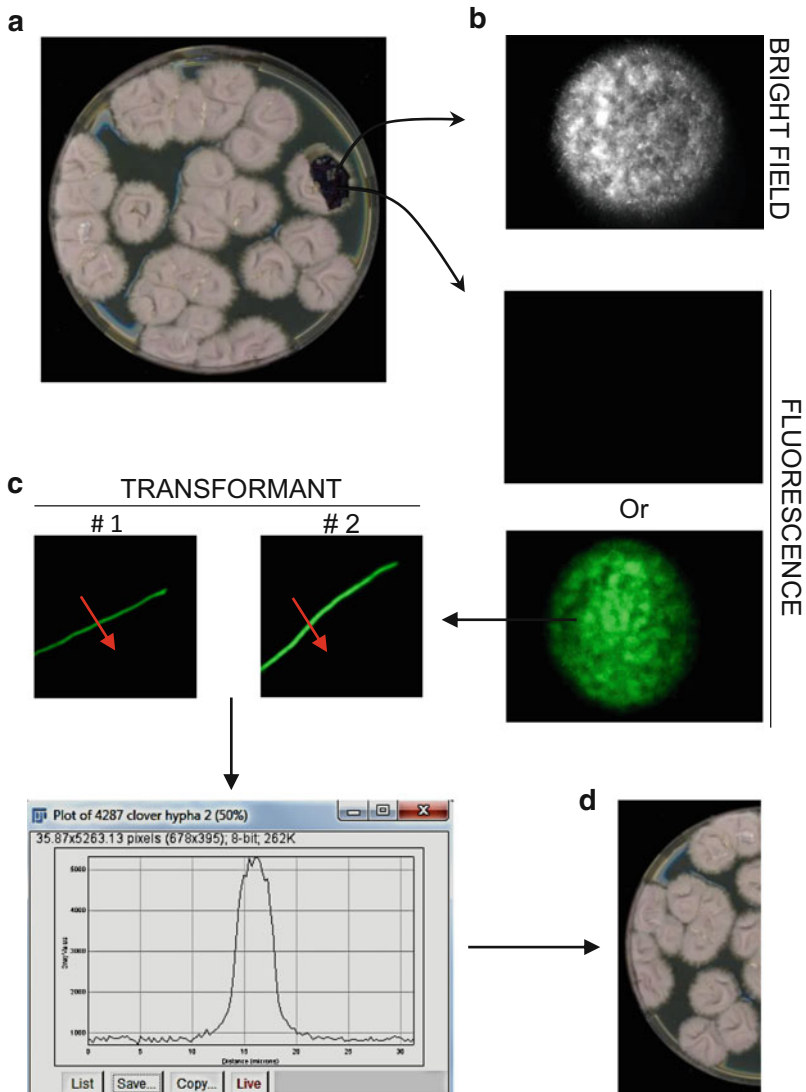 a
b
BRIGHT FIELD
FLUORESCENCE
Or
c
TRANSFORMANT
# 1
# 2
Plot of 4287 clover hypha 2 (50%)
35.87x5263.13 pixels (678x395); 8-bit; 262K
5000
4000
3000
2000
1000
Gray Value
0 5 10 15 20 25 30
Distance (microns)
List Save... Copy... Live
d